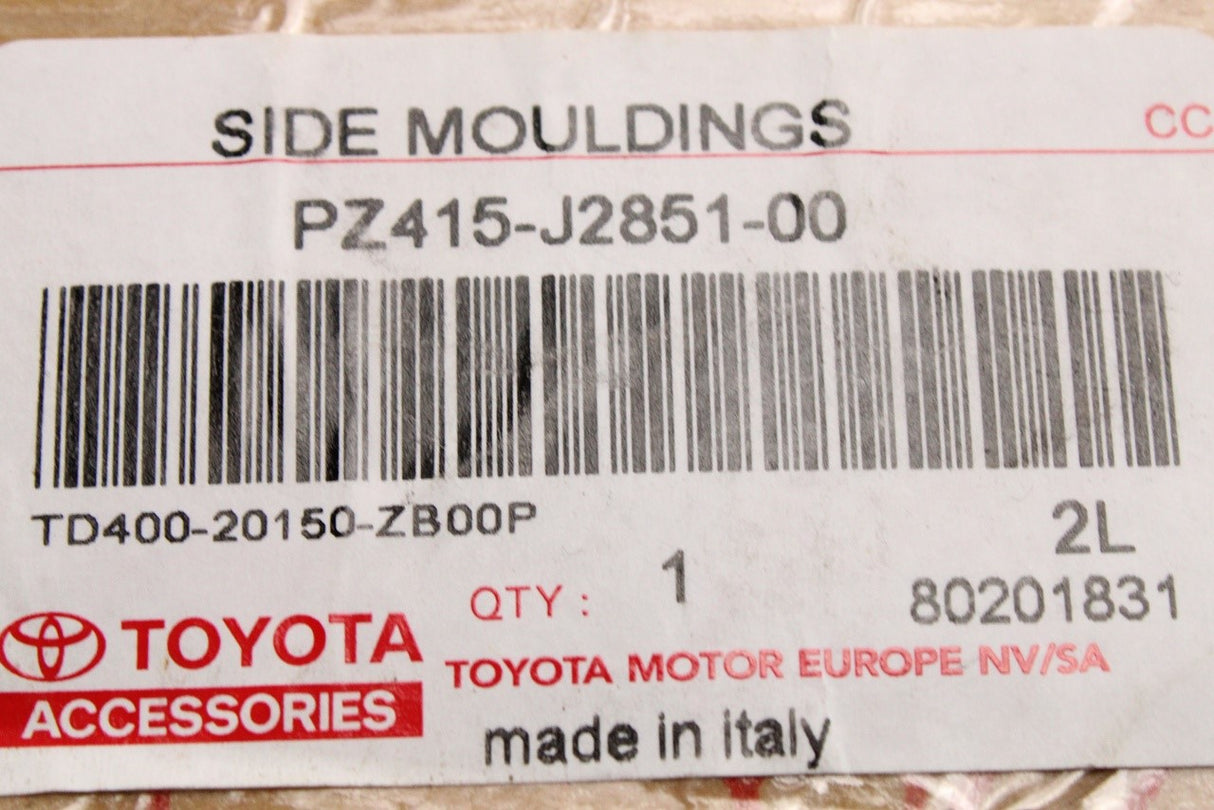 SIDE MOULDINGS
CC
PZ415-J2851-00
TD400-20150-ZB00P
2L
QTY : 1
80201831
TOYOTA
ACCESSORIES
TOYOTA MOTOR EUROPE NV/SA
made in italy